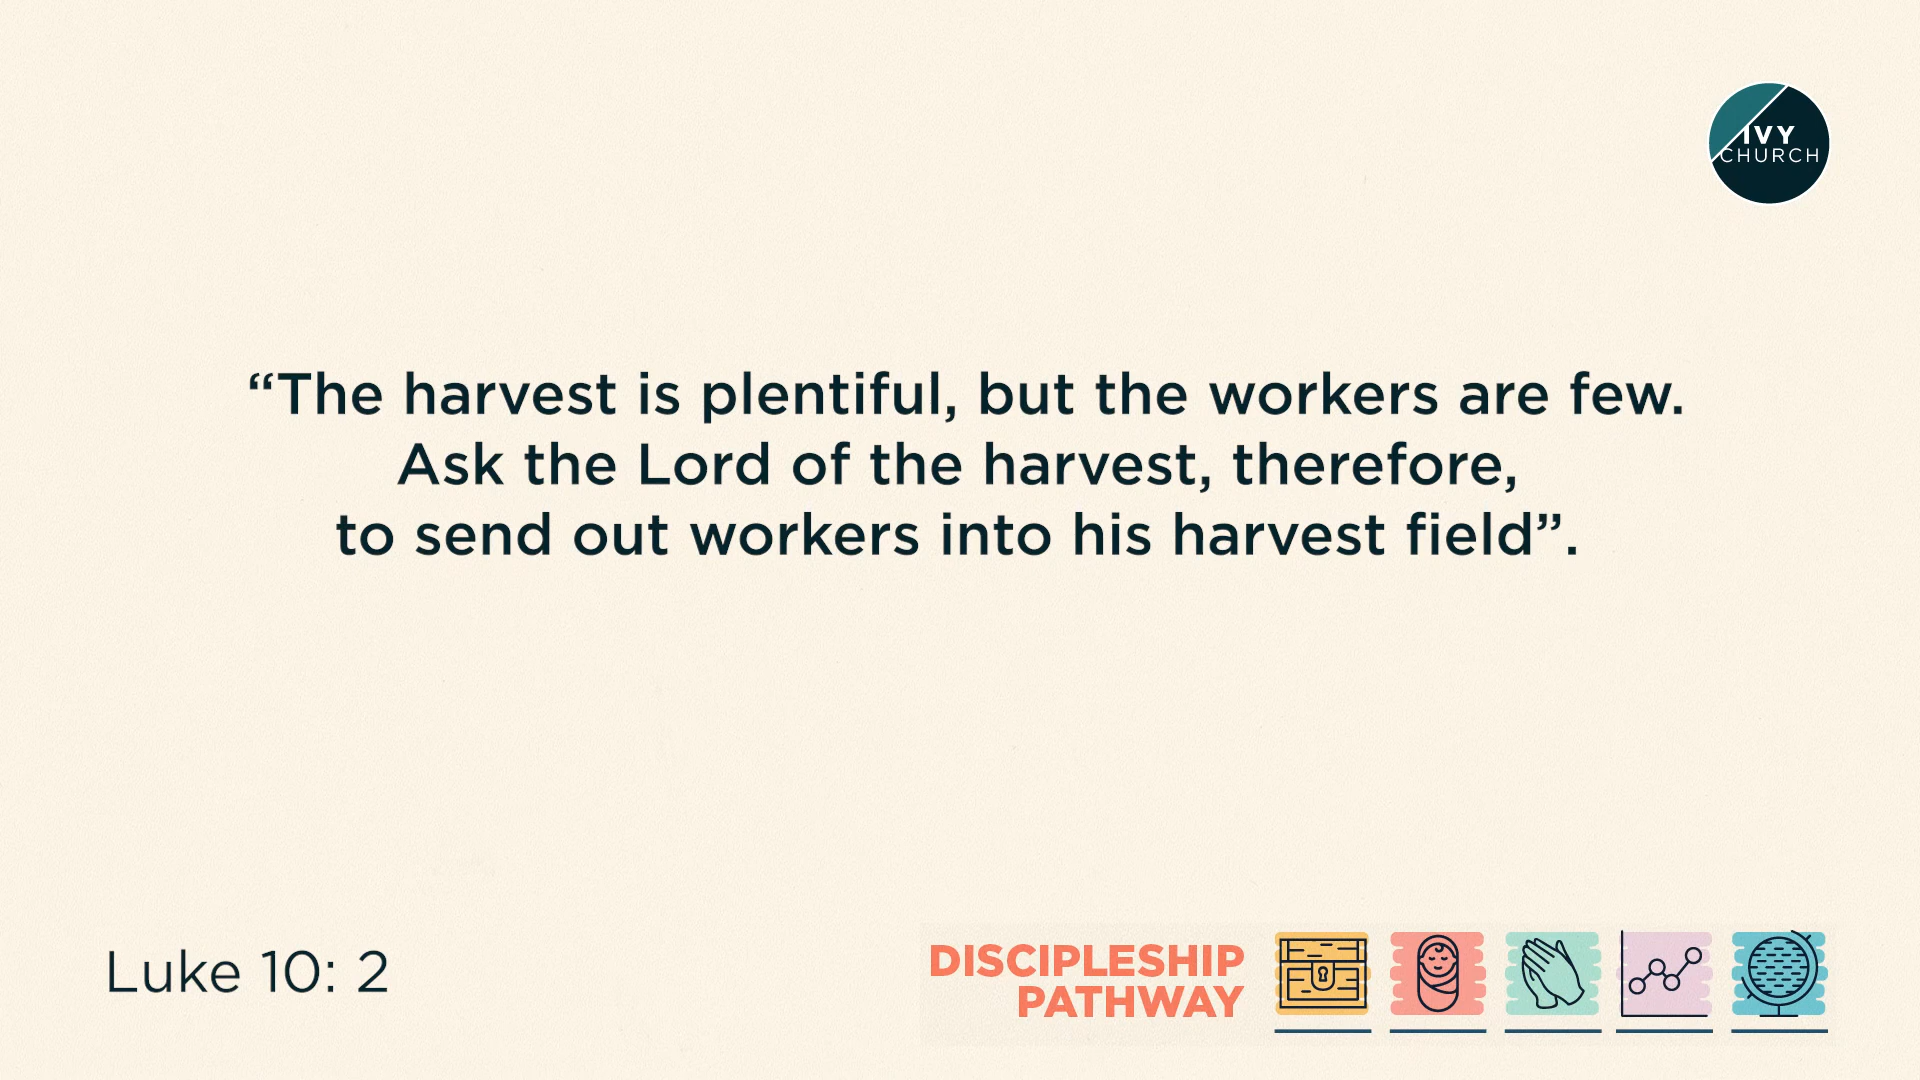 IVY
CHURCH
“The harvest is plentiful, but the workers are few.
Ask the Lord of the harvest, therefore,
to send out workers into his harvest field”.
Luke 10: 2
DISCIPLESHIP
PATHWAY